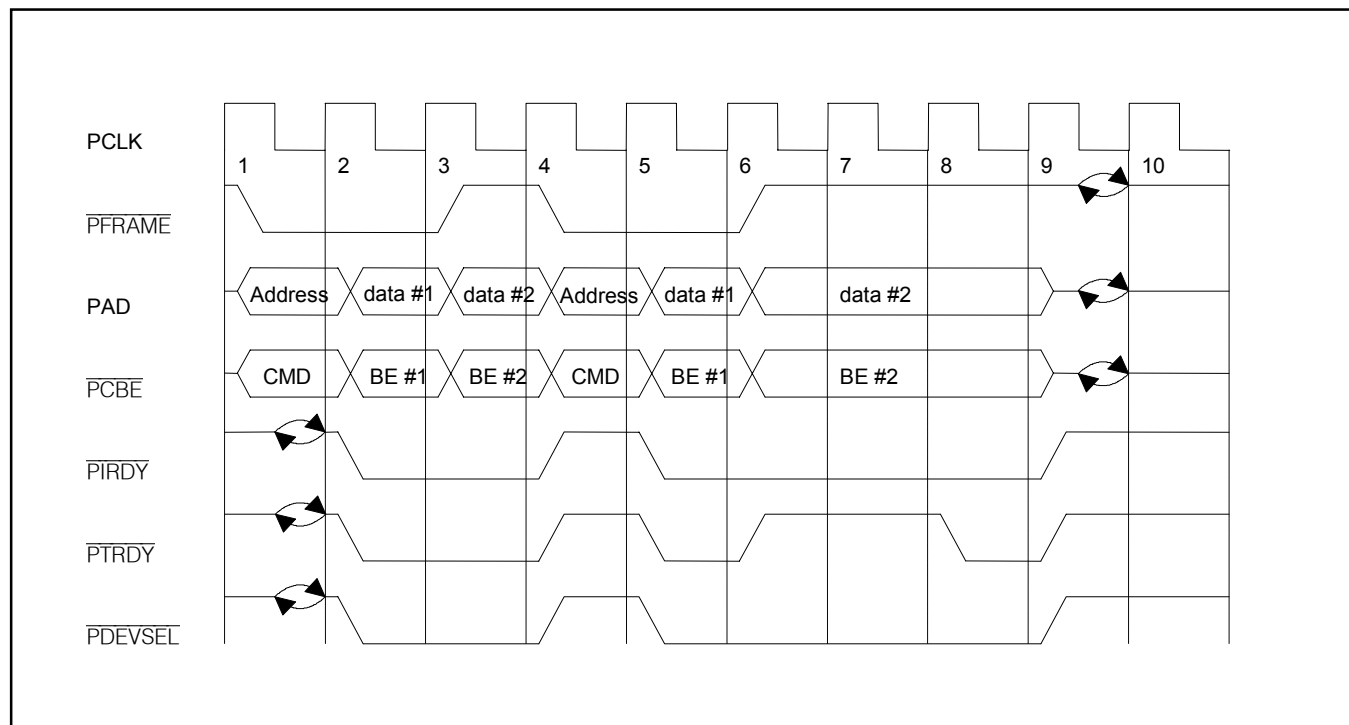 PCLK
1 2 3 4 5 6 7 8 9 10
PFRAME
PAD
Address data #1 data #2 Address data #1 data #2
PCBE
CMD BE #1 BE #2 CMD BE #1 BE #2
PIRDY
PTRDY
PDEVSEL